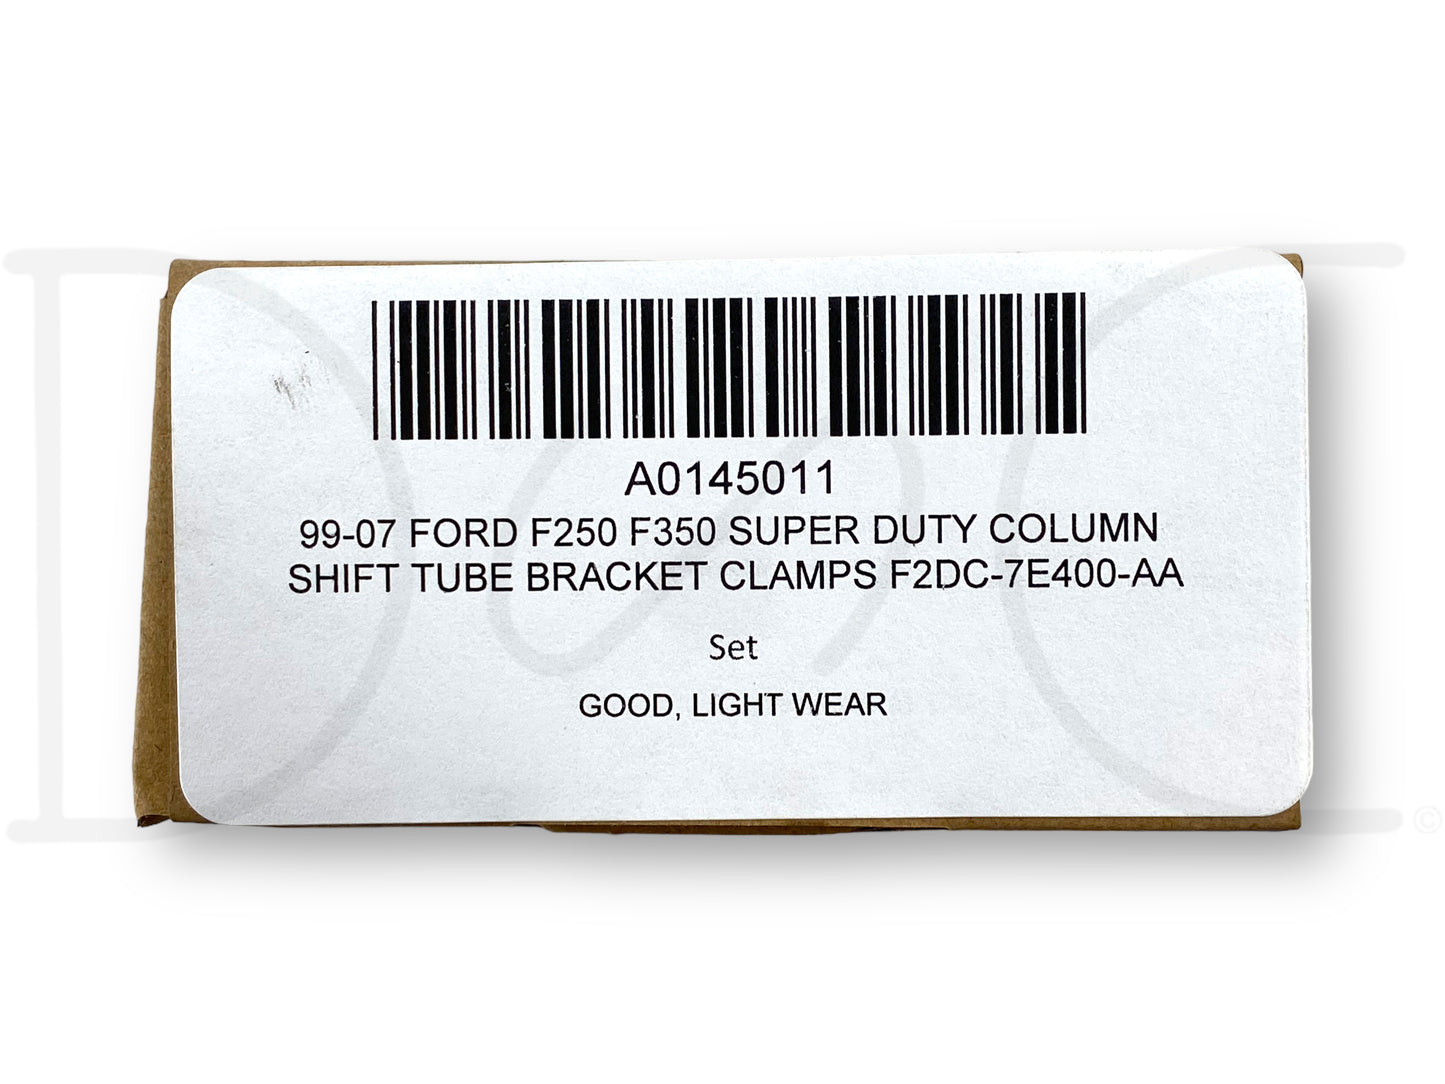 A0145011
99-07 FORD F250 F350 SUPER DUTY COLUMN
SHIFT TUBE BRACKET CLAMPS F2DC-7E400-AA
Set
GOOD, LIGHT WEAR
©